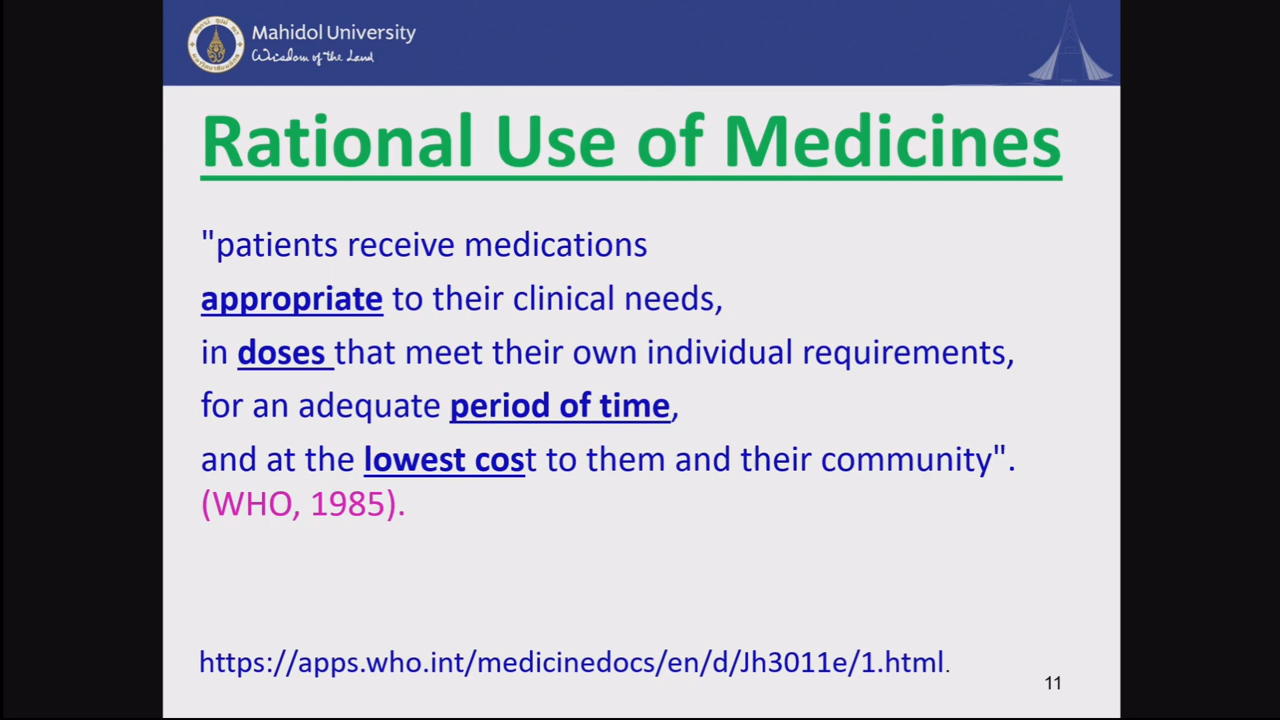 Mahidol University
Wisdom of the Land
Rational Use of Medicines
"patients receive medications
appropriate to their clinical needs,
in doses that meet their own individual requirements,
for an adequate period of time,
and at the lowest cost to them and their community".
(WHO, 1985).
https://apps.who.int/medicinedocs/en/d/Jh3011e/1.html.
11